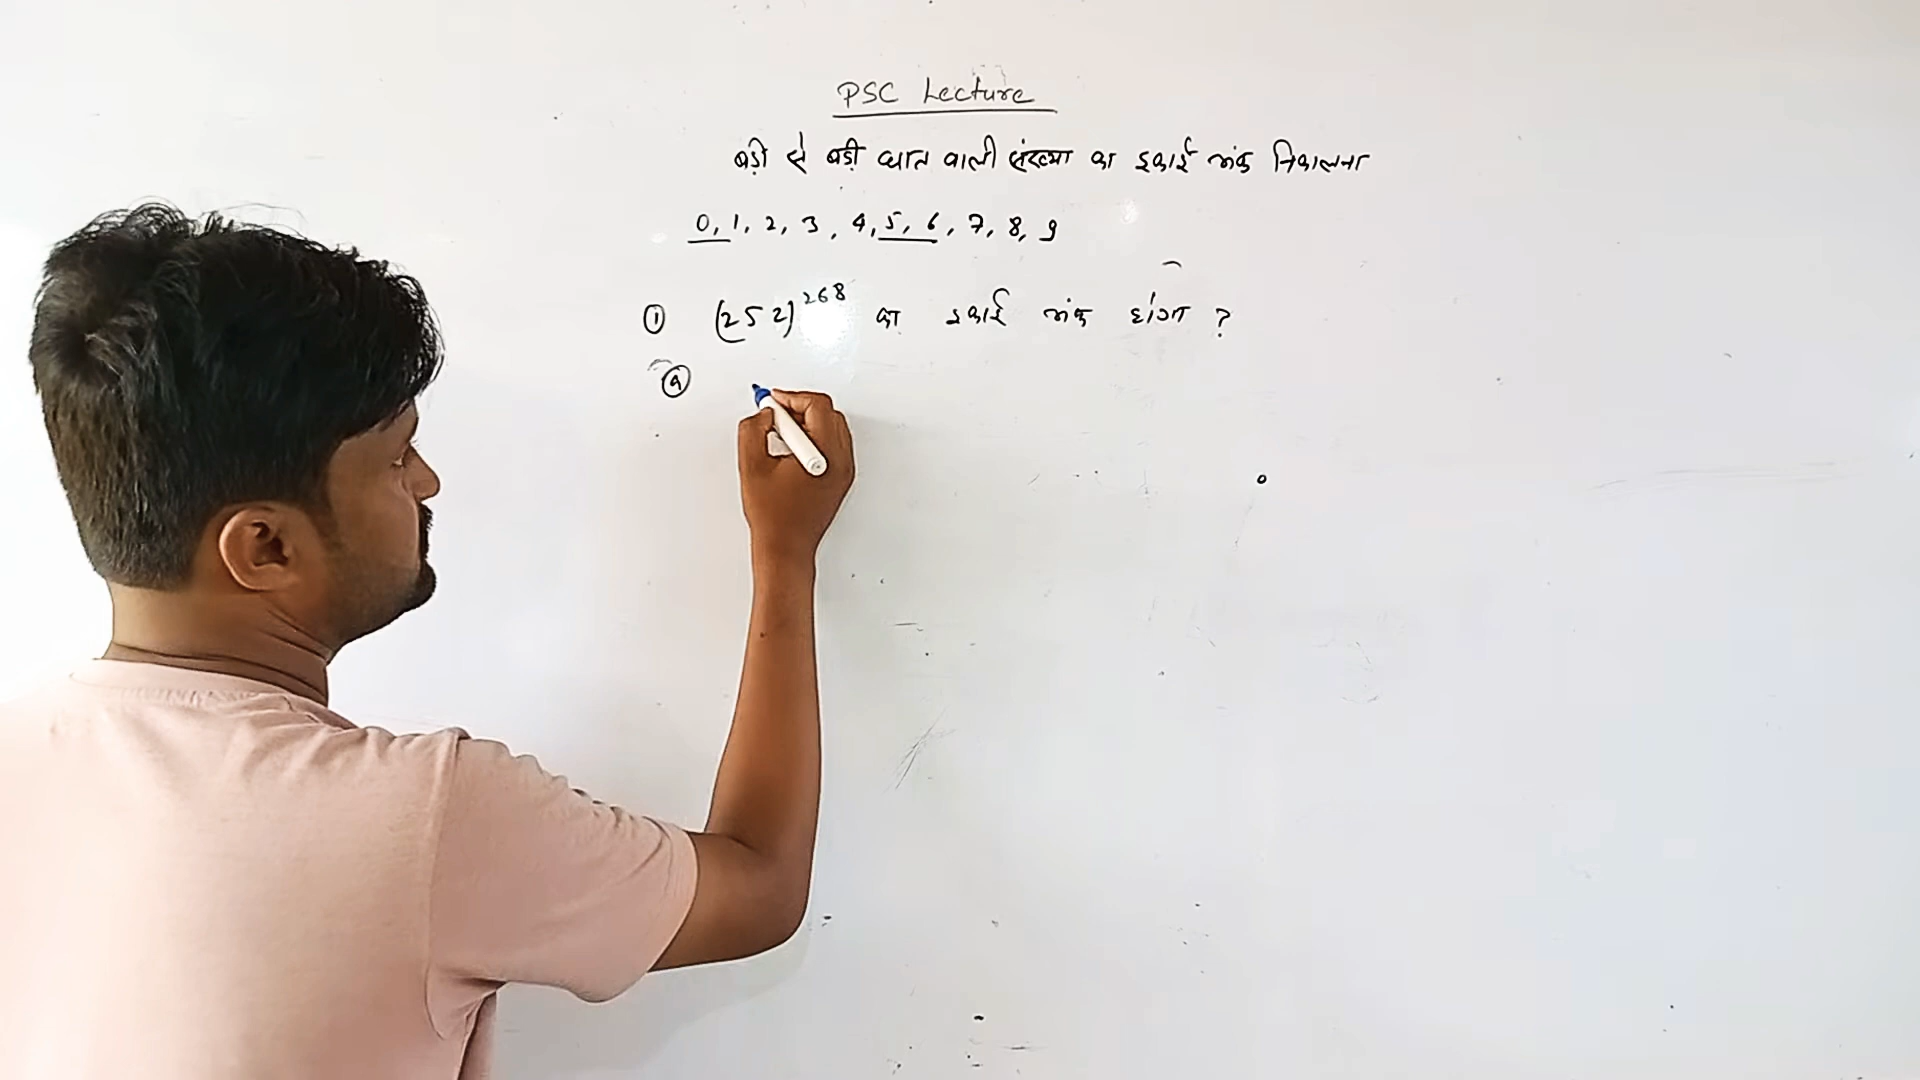 PSC Lecture
बड़ी से बड़ी घात वाली संख्या का इकाई अंक निकालना
0, 1, 2, 3, 4, 5, 6, 7, 8, 9
① (252)^268 का इकाई अंक होगा ?
ⓐ